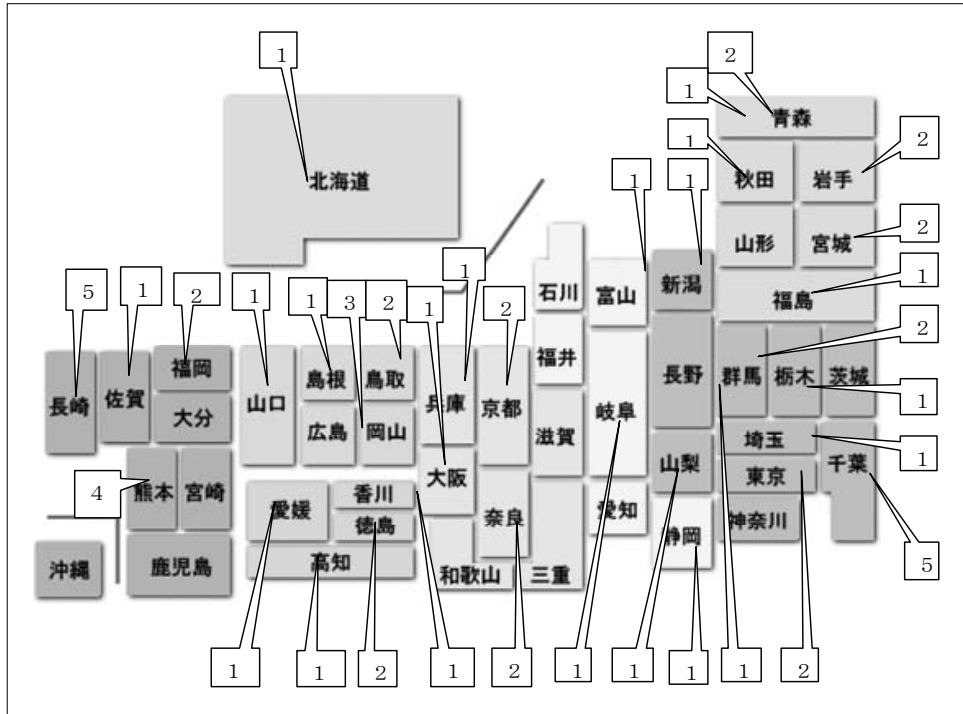 1
2
1
青森
1
2
秋田
岩手
北海道
1
1
2
山形
宮城
1
5
1
2
1
1
3
2
1
2
石川
富山
新潟
福島
1
2
福井
長野
群馬
栃木
茨城
1
福岡
島根
鳥取
長崎
佐賀
山口
兵庫
京都
大分
広島
岡山
滋賀
岐阜
埼玉
1
千葉
山梨
東京
4
熊本
宮崎
大阪
香川
愛媛
徳島
奈良
愛知
神奈川
静岡
高知
沖縄
鹿児島
和歌山
三重
5
1
1
2
1
2
1
1
1
1
2